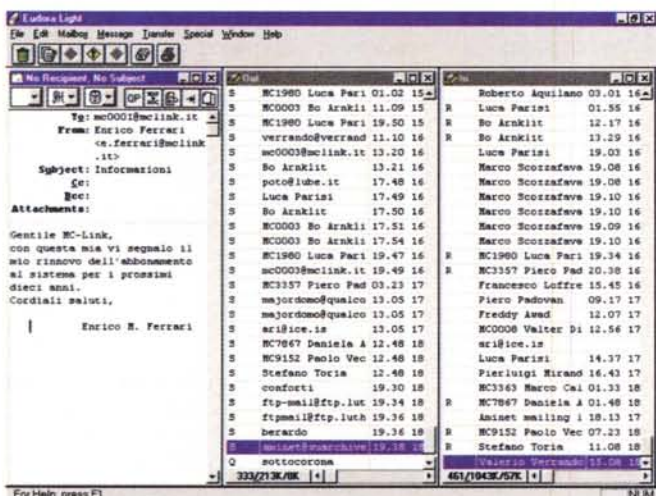 Eudora Light
File Edit Mailbox Message Transfer Special Window Help
No Recipient, No Subject
QP
To: mc0001@mclink.it
From: Enrico Ferrari
<e.ferrari@mclink
.it>
Subject: Informazioni
Cc:
Bcc:
Attachments:
Gentile MC-Link,
con questa mia vi segnalo il
mio rinnovo dell'abbonamento
al sistema per i prossimi
dieci anni.
Cordiali saluti,
Enrico M. Ferrari
Out
S MC1980 Luca Pari 01.02 15
S MC0003 Bo Arnkli 11.09 15
S MC1980 Luca Pari 19.50 15
S verrando@verrand 11.10 16
S mc0003@mclink.it 13.20 16
S Bo Arnklit 13.21 16
S poto@lube.it 17.48 16
S Luca Parisi 17.49 16
S Bo Arnklit 17.50 16
S MC0003 Bo Arnkli 17.51 16
S MC0003 Bo Arnkli 17.54 16
S MC1980 Luca Pari 19.47 16
S mc0003@mclink.it 19.49 16
S MC3357 Piero Pad 03.23 17
S majordomo@qualco 13.05 17
S majordomo@qualco 13.05 17
S ari@ice.is 13.05 17
S MC7867 Daniela A 12.48 18
S MC9152 Paolo Vec 12.48 18
S Stefano Toria 12.48 18
S conforti 19.30 18
S ftp-mail@ftp.lut 19.34 18
S ftpmail@ftp.luth 19.36 18
S berardo 19.36 18
S aminet@wuarchive 19.38 18
Q sottocorona
333/213K/0K
In
Roberto Aquilano 03.01 16
R Luca Parisi 01.55 16
R Bo Arnklit 12.17 16
R Bo Arnklit 13.29 16
Luca Parisi 19.03 16
Marco Scozzafava 19.08 16
Marco Scozzafava 19.08 16
Marco Scozzafava 19.10 16
Marco Scozzafava 19.10 16
Marco Scozzafava 19.09 16
Marco Scozzafava 19.10 16
R MC1980 Luca Pari 19.34 16
R MC3357 Piero Pad 20.38 16
Francesco Loffre 15.45 16
Piero Padovan 09.17 17
Freddy Awad 12.07 17
R MC0008 Valter Di 12.56 17
ari@ice.is
Luca Parisi 14.37 17
Pierluigi Mirand 16.43 17
MC3363 Marco Cal 01.33 18
R MC7867 Daniela A 01.48 18
Aminet mailing l 18.13 17
R MC9152 Paolo Vec 07.23 18
R Stefano Toria 11.08 18
Valerio Verrando 15.08 18
461/1043K/57K
For Help, press F1
NUM